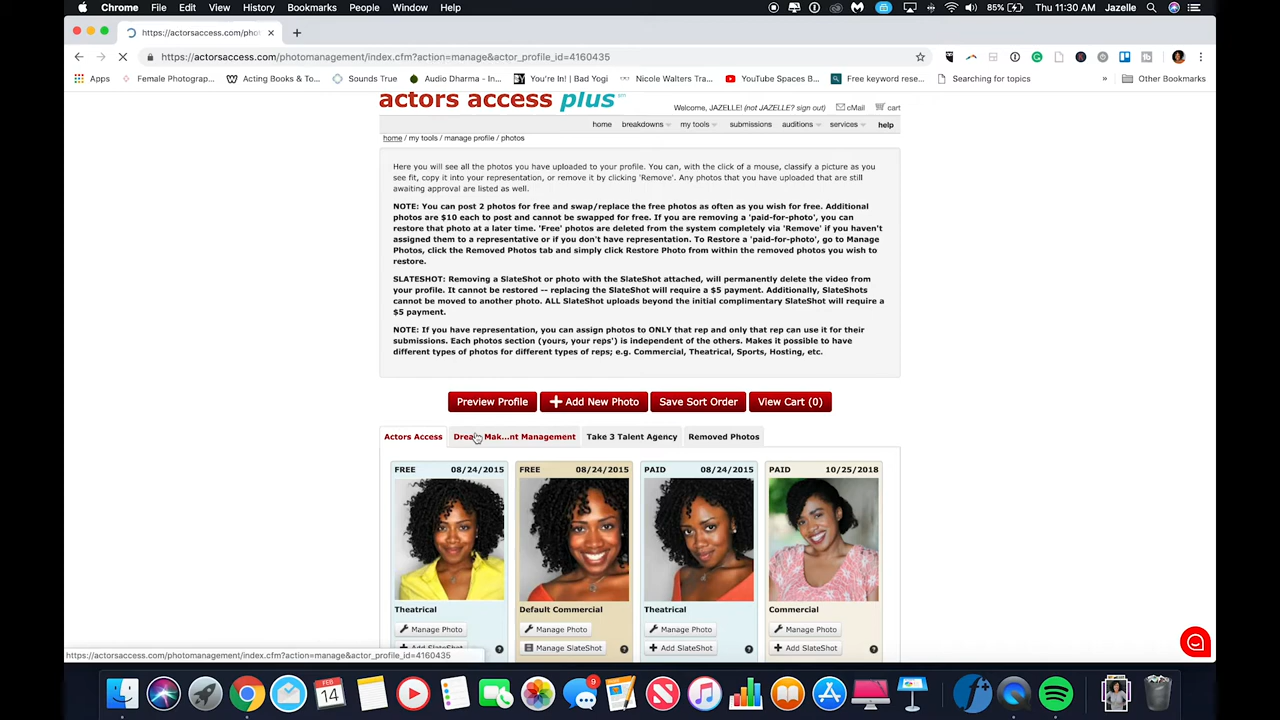 Chrome File Edit View History Bookmarks People Window Help 85% Thu 11:30 AM Jazelle
https://actorsaccess.com/phot
https://actorsaccess.com/photomanagement/index.cfm?action=manage&actor_profile_id=4160435
Apps Female Photograp... Acting Books & To... Sounds True Audio Dharma - In... You're In! | Bad Yogi Nicole Walters Tra... YouTube Spaces B... Free keyword rese... Searching for topics » Other Bookmarks
actors access plus
Welcome, JAZELLE! (not JAZELLE? sign out) cMail cart
home breakdowns my tools submissions auditions services help
home / my tools / manage profile / photos
Here you will see all the photos you have uploaded to your profile. You can, with the click of a mouse, classify a picture as you
see fit, copy it into your representation, or remove it by clicking 'Remove'. Any photos that you have uploaded that are still
awaiting approval are listed as well.
NOTE: You can post 2 photos for free and swap/replace the free photos as often as you wish for free. Additional
photos are $10 each to post and cannot be swapped for free. If you are removing a 'paid-for-photo', you can
restore that photo at a later time. 'Free' photos are deleted from the system completely via 'Remove' if you haven't
assigned them to a representative or if you don't have representation. To Restore a 'paid-for-photo', go to Manage
Photos, click the Removed Photos tab and simply click Restore Photo from within the removed photos you wish to
restore.
SLATESHOT: Removing a SlateShot or photo with the SlateShot attached, will permanently delete the video from
your profile. It cannot be restored -- replacing the SlateShot will require a $5 payment. Additionally, SlateShots
cannot be moved to another photo. ALL SlateShot uploads beyond the initial complimentary SlateShot will require a
$5 payment.
NOTE: If you have representation, you can assign photos to ONLY that rep and only that rep can use it for their
submissions. Each photos section (yours, your reps') is independent of the others. Makes it possible to have
different types of photos for different types of reps; e.g. Commercial, Theatrical, Sports, Hosting, etc.
Preview Profile + Add New Photo Save Sort Order View Cart (0)
Actors Access Mak...nt Management Take 3 Talent Agency Removed Photos
FREE 08/24/2015 FREE 08/24/2015 PAID 08/24/2015 PAID 10/25/2018
Theatrical Default Commercial Theatrical Commercial
Manage Photo Manage Photo Manage Photo Manage Photo
Add SlateShot Manage SlateShot Add SlateShot Add SlateShot
https://actorsaccess.com/photomanagement/index.cfm?action=manage&actor_profile_id=4160435
FEB
14
9